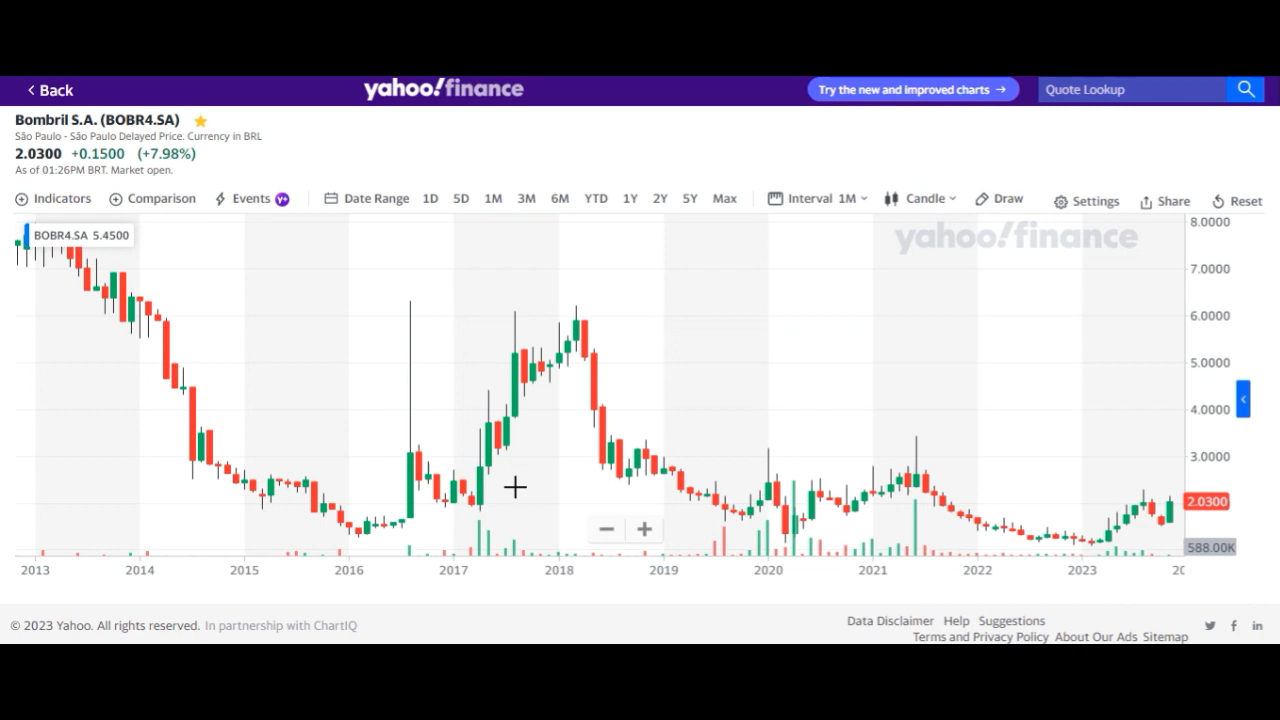 Back
yahoo!finance
Try the new and improved charts →
Quote Lookup
Bombril S.A. (BOBR4.SA)
São Paulo - São Paulo Delayed Price. Currency in BRL
2.0300 +0.1500 (+7.98%)
As of 01:26PM BRT. Market open.
Indicators Comparison Events Y+ Date Range 1D 5D 1M 3M 6M YTD 1Y 2Y 5Y Max Interval 1M Candle Draw Settings Share Reset
BOBR4.SA 5.4500
yahoo!finance
8.0000
7.0000
6.0000
5.0000
4.0000
3.0000
2.0300
588.00K
2013 2014 2015 2016 2017 2018 2019 2020 2021 2022 2023 20
© 2023 Yahoo. All rights reserved. In partnership with ChartIQ
Data Disclaimer Help Suggestions
Terms and Privacy Policy About Our Ads Sitemap